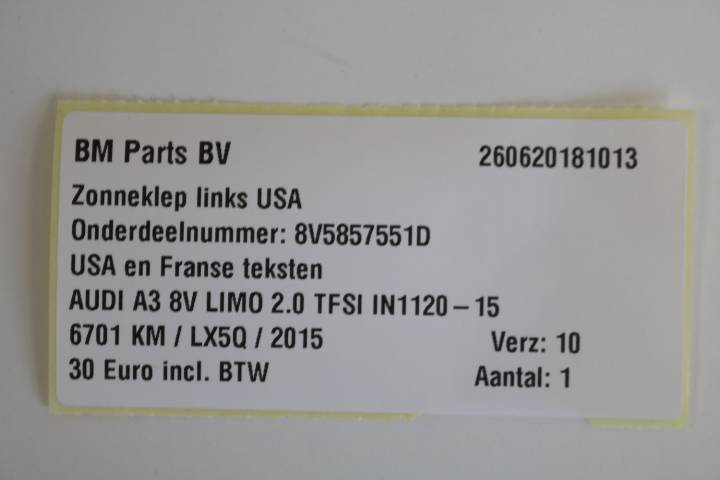 BM Parts BV 260620181013
Zonneklep links USA
Onderdeelnummer: 8V5857551D
USA en Franse teksten
AUDI A3 8V LIMO 2.0 TFSI IN1120-15
6701 KM / LX5Q / 2015 Verz: 10
30 Euro incl. BTW Aantal: 1